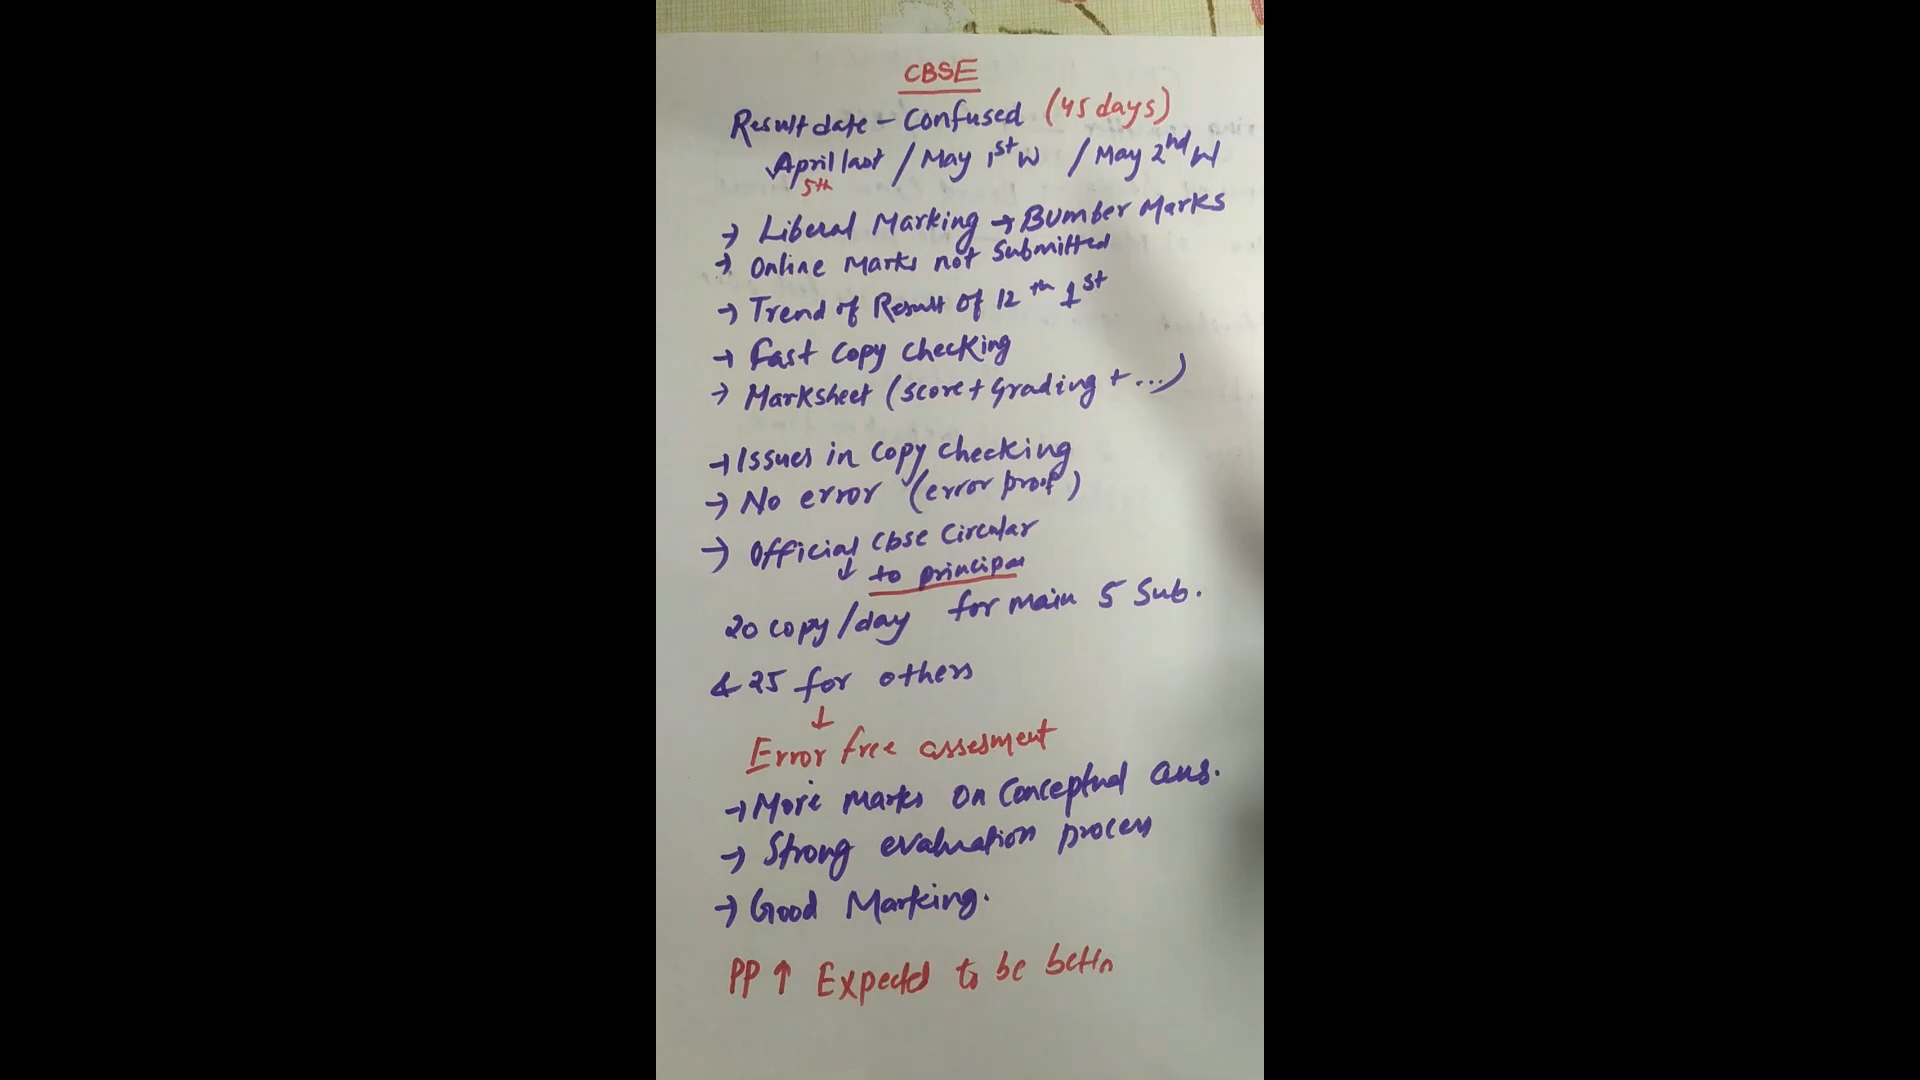 CBSE
Result date - Confused (45 days)
April last / May 1st W / May 2nd W
5th
→ Liberal Marking → Bumber Marks
→ Online Marks not Submitted
→ Trend of Result of 12th 1st
→ Fast Copy Checking
→ Marksheet (Score + Grading + ...)
→ Issues in Copy Checking
→ No error (error proof)
→ Official Cbse Circular
↓ to principal
20 Copy/day for main 5 Sub.
& 25 for others
↓
Error free assesment
→ More marks on Conceptual ans.
→ Strong evaluation process
→ Good Marking.
PP ↑ Expected to be better